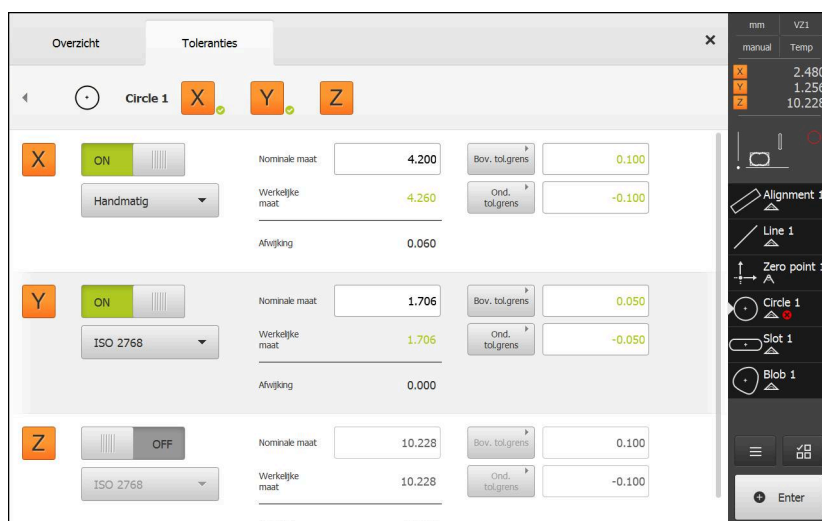 Overzicht
Toleranties
×
Circle 1
X
Y
Z
X
ON
Handmatig
Nominale maat
4.200
Bov. tol.grens
0.100
Werkelijke
maat
4.260
Ond.
tol.grens
-0.100
Afwijking
0.060
Y
ON
ISO 2768
Nominale maat
1.706
Bov. tol.grens
0.050
Werkelijke
maat
1.706
Ond.
tol.grens
-0.050
Afwijking
0.000
Z
OFF
ISO 2768
Nominale maat
10.228
Bov. tol.grens
0.100
Werkelijke
maat
10.228
Ond.
tol.grens
-0.100
mm
VZ1
manual
Temp
X 2.480
Y 1.256
Z 10.228
Alignment 1
Line 1
Zero point 1
Circle 1
Slot 1
Blob 1
Enter